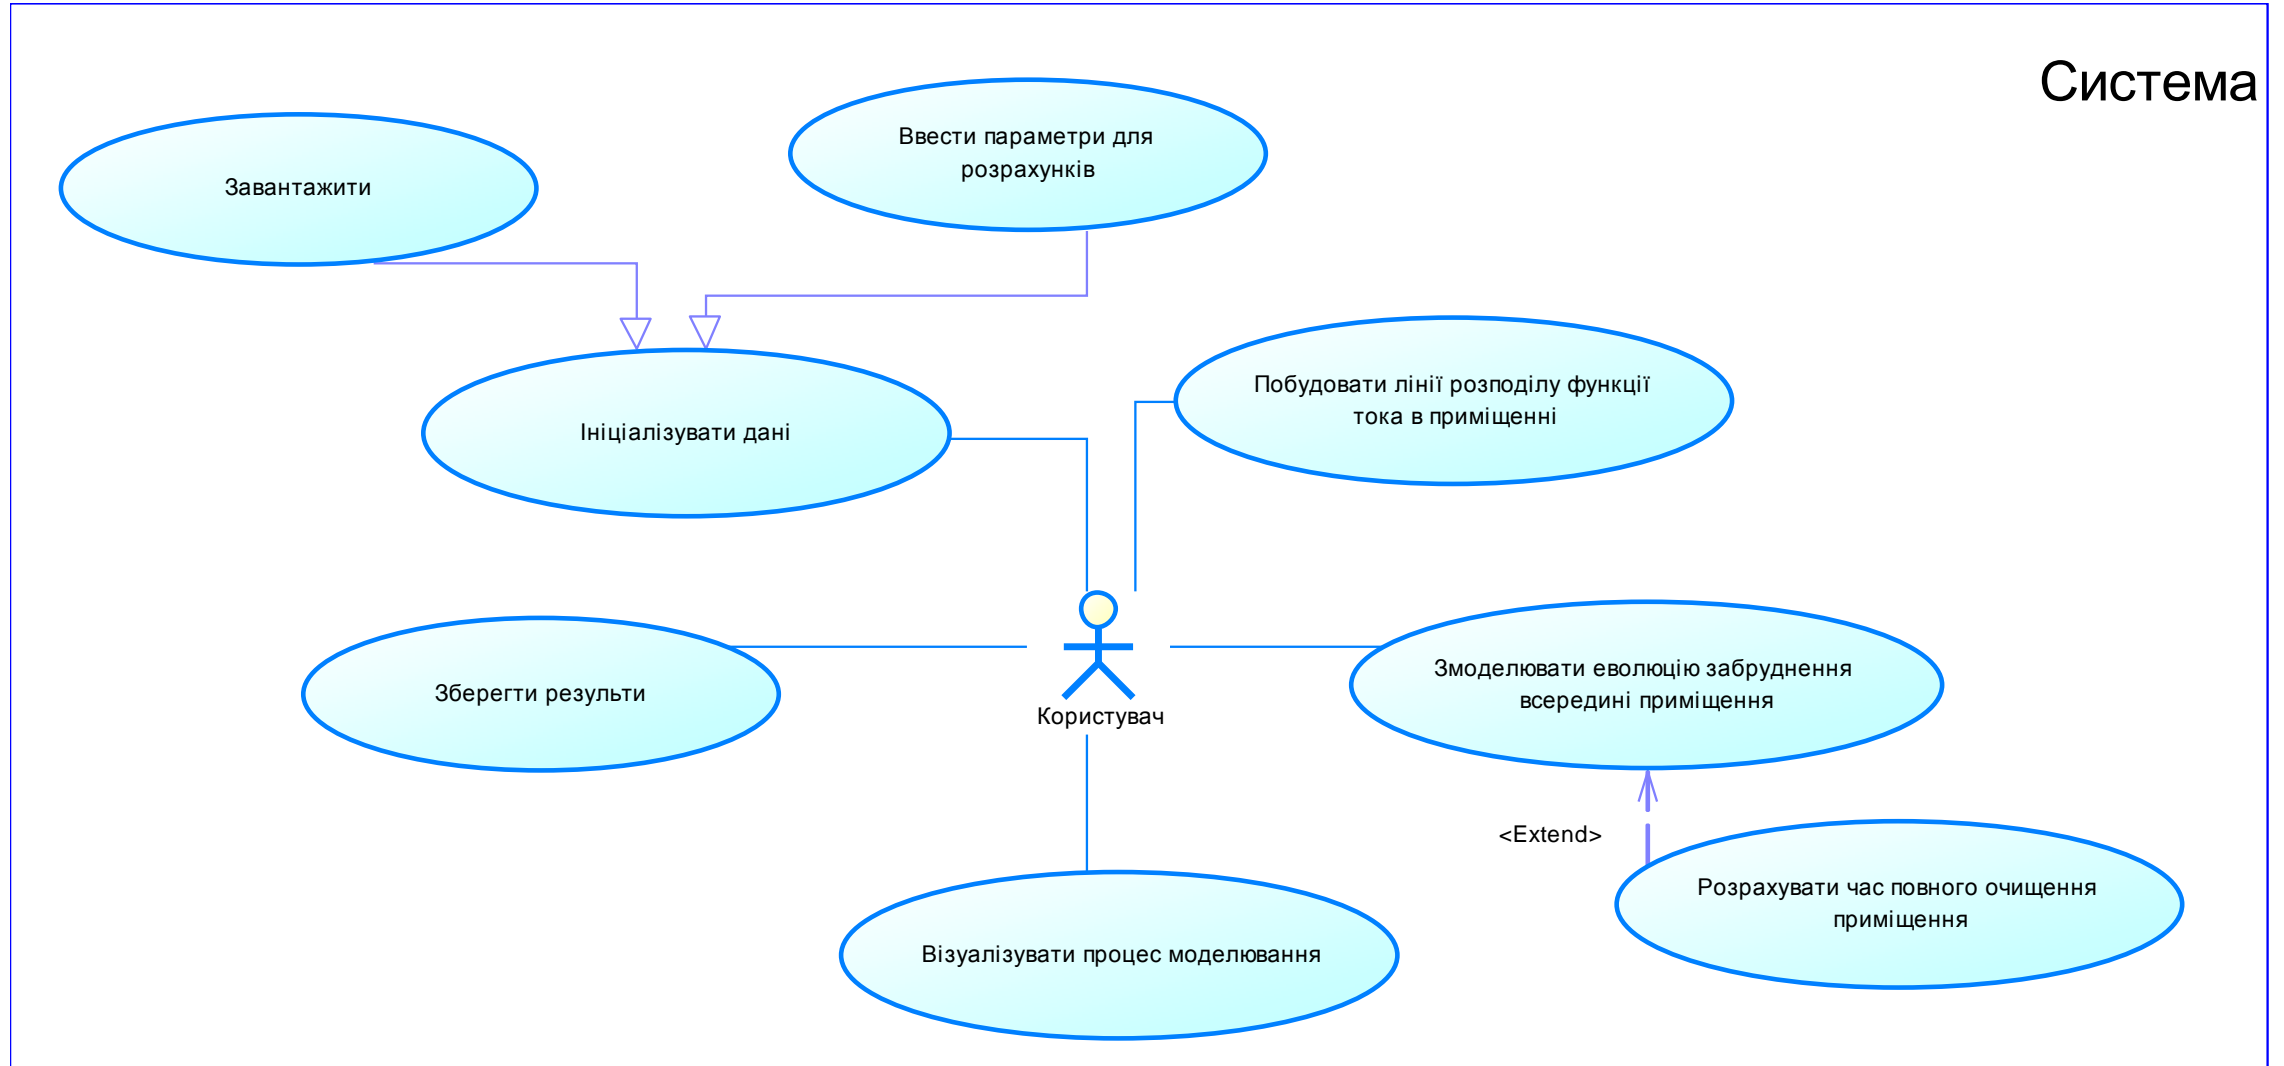 Система
Ввести параметри для
розрахунків
Завантажити
Побудовати лінії розподілу функції
тока в приміщенні
Ініціалізувати дані
Змоделювати еволюцію забруднення
всередині приміщення
Зберегти результи
Користувач
<Extend>
Розрахувати час повного очищення
приміщення
Візуалізувати процес моделювання